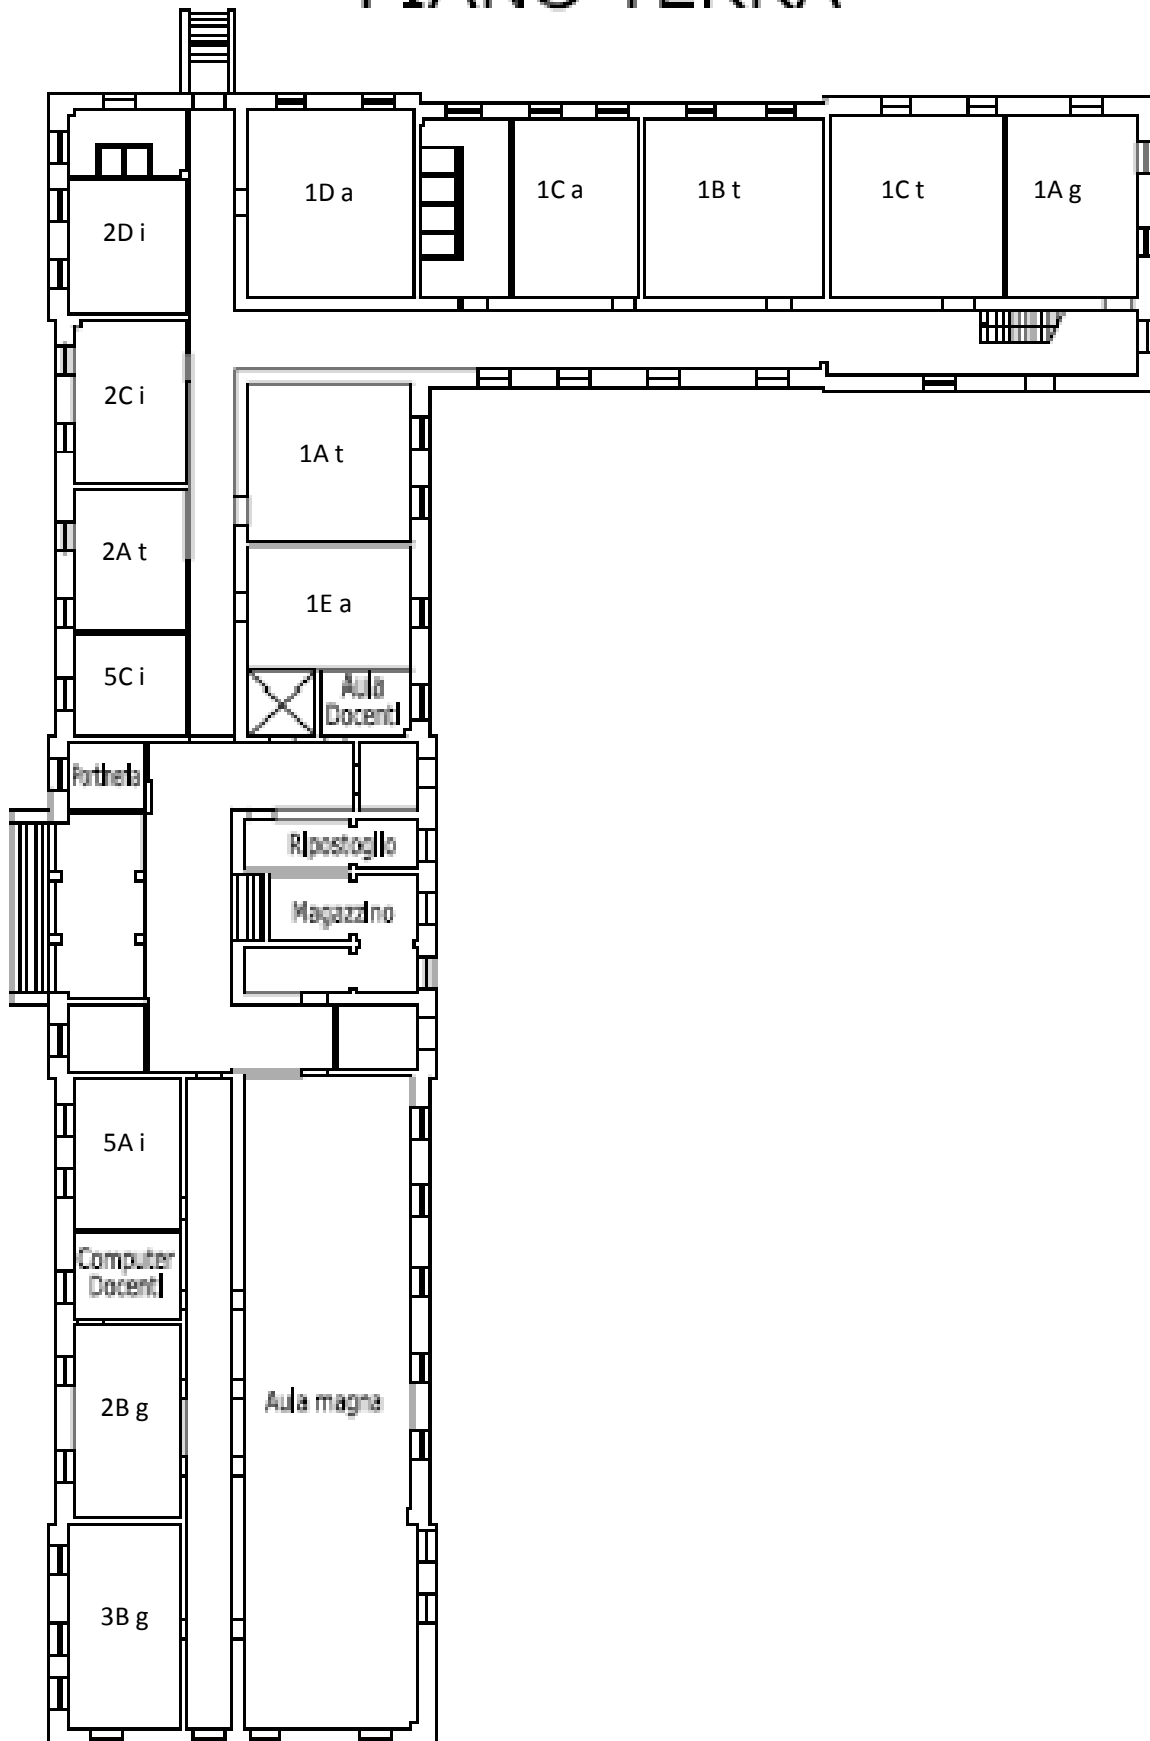 PIANO TERRA
1D a
1C a
1B t
1C t
1A g
2D i
2C i
1A t
2A t
1E a
5C i
Aula
Docenti
Portineria
Ripostoglio
Magazzino
5A i
Computer
Docenti
2B g
Aula magna
3B g